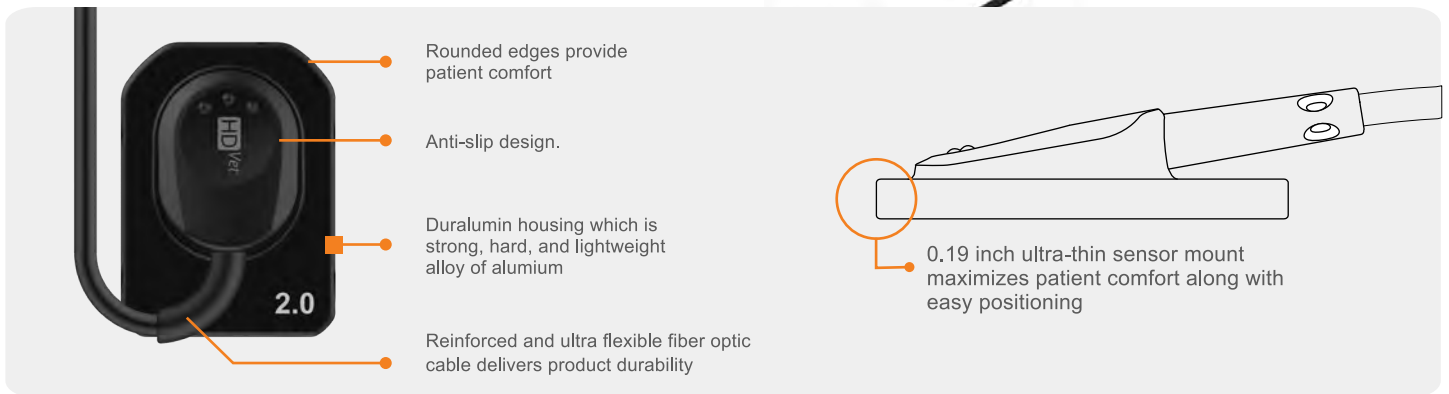 Rounded edges provide
patient comfort
Anti-slip design.
HD Vet
Duralumin housing which is
strong, hard, and lightweight
alloy of alumium
2.0
Reinforced and ultra flexible fiber optic
cable delivers product durability
0.19 inch ultra-thin sensor mount
maximizes patient comfort along with
easy positioning